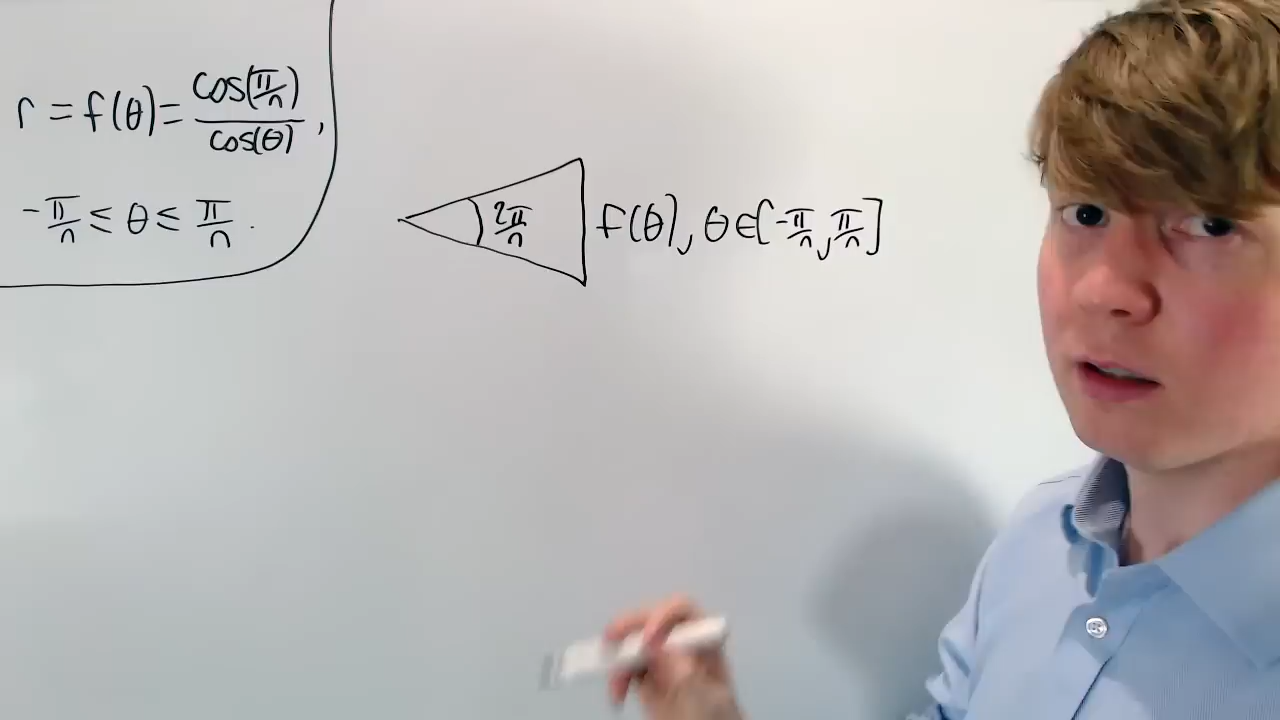 r = f(θ) = cos(π/n)/cos(θ) ,
-π/n ≤ θ ≤ π/n .
2π/n
f(θ), θ∈[-π/n, π/n]